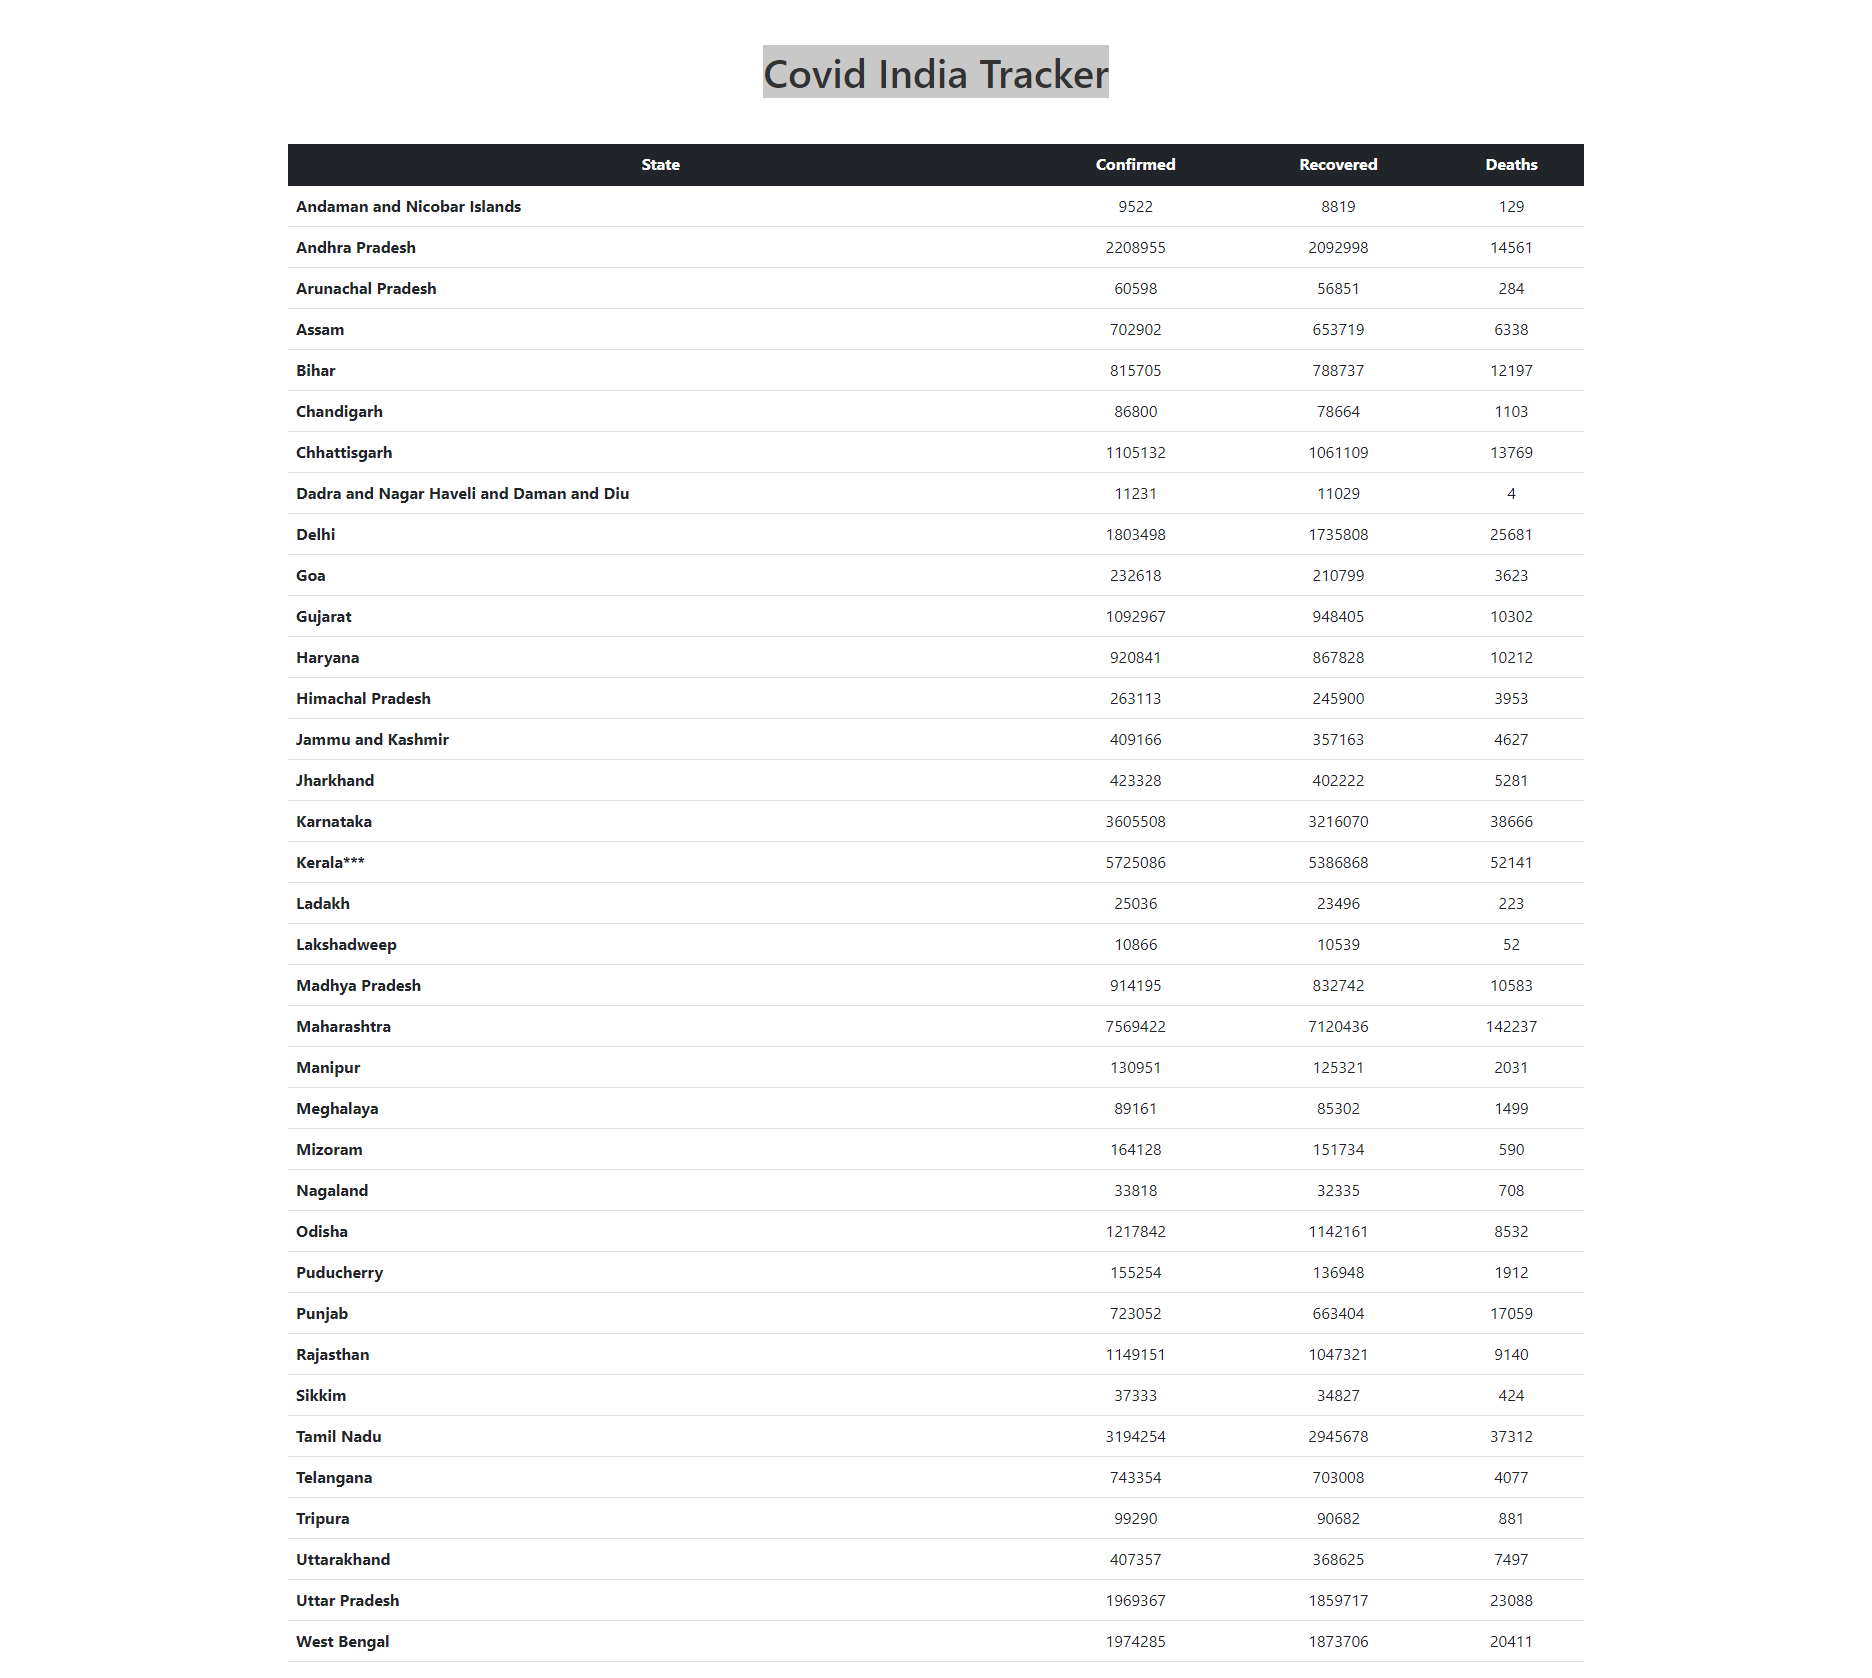 Covid India Tracker
State Confirmed Recovered Deaths
Andaman and Nicobar Islands 9522 8819 129
Andhra Pradesh 2208955 2092998 14561
Arunachal Pradesh 60598 56851 284
Assam 702902 653719 6338
Bihar 815705 788737 12197
Chandigarh 86800 78664 1103
Chhattisgarh 1105132 1061109 13769
Dadra and Nagar Haveli and Daman and Diu 11231 11029 4
Delhi 1803498 1735808 25681
Goa 232618 210799 3623
Gujarat 1092967 948405 10302
Haryana 920841 867828 10212
Himachal Pradesh 263113 245900 3953
Jammu and Kashmir 409166 357163 4627
Jharkhand 423328 402222 5281
Karnataka 3605508 3216070 38666
Kerala*** 5725086 5386868 52141
Ladakh 25036 23496 223
Lakshadweep 10866 10539 52
Madhya Pradesh 914195 832742 10583
Maharashtra 7569422 7120436 142237
Manipur 130951 125321 2031
Meghalaya 89161 85302 1499
Mizoram 164128 151734 590
Nagaland 33818 32335 708
Odisha 1217842 1142161 8532
Puducherry 155254 136948 1912
Punjab 723052 663404 17059
Rajasthan 1149151 1047321 9140
Sikkim 37333 34827 424
Tamil Nadu 3194254 2945678 37312
Telangana 743354 703008 4077
Tripura 99290 90682 881
Uttarakhand 407357 368625 7497
Uttar Pradesh 1969367 1859717 23088
West Bengal 1974285 1873706 20411